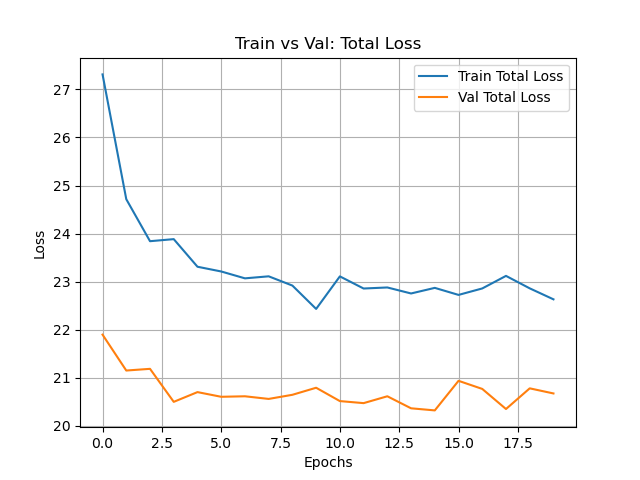 Train vs Val: Total Loss
Train Total Loss
Val Total Loss
27
26
25
24
23
22
21
20
Loss
0.0 2.5 5.0 7.5 10.0 12.5 15.0 17.5
Epochs